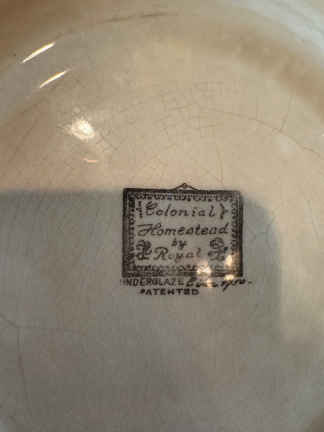 Colonial
Homestead
by
Royal
UNDERGLAZE
PATENTED